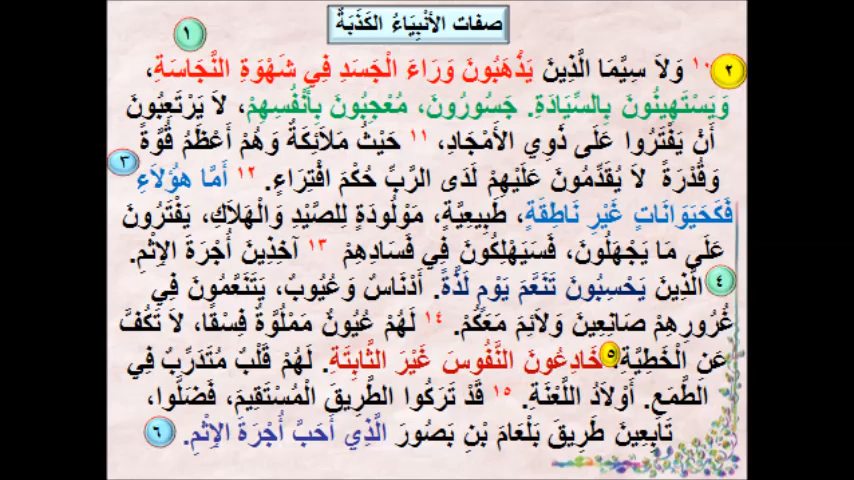 صفات الأَنْبِيَاءُ الكَذَبَةٌ
١
٢
١٠ وَلاَ سِيَّمَا الَّذِينَ يَذْهَبُونَ وَرَاءَ الْجَسَدِ فِي شَهْوَةِ النَّجَاسَةِ،
وَيَسْتَهِينُونَ بِالسِّيَادَةِ. جَسُورُونَ، مُعْجِبُونَ بِأَنْفُسِهِمْ، لاَ يَرْتَعِبُونَ
أَنْ يَفْتَرُوا عَلَى ذَوِي الأَمْجَادِ، ١١ حَيْثُ مَلاَئِكَةٌ وَهُمْ أَعْظَمُ قُوَّةً
٣
وَقُدْرَةً لاَ يُقَدِّمُونَ عَلَيْهِمْ لَدَى الرَّبِّ حُكْمَ افْتِرَاءٍ. ١٢ أَمَّا هؤُلاَءِ
فَكَحَيَوَانَاتٍ غَيْرِ نَاطِقَةٍ، طَبِيعِيَّةٍ، مَوْلُودَةٍ لِلصَّيْدِ وَالْهَلاَكِ، يَفْتَرُونَ
عَلَى مَا يَجْهَلُونَ، فَسَيَهْلِكُونَ فِي فَسَادِهِمْ ١٣ آخِذِينَ أُجْرَةَ الإِثْمِ.
٤
الَّذِينَ يَحْسِبُونَ تَنَعُّمَ يَوْمٍ لَذَّةً. أَدْنَاسٌ وَعُيُوبٌ، يَتَنَعَّمُونَ فِي
غُرُورِهِمْ صَانِعِينَ وَلاَئِمَ مَعَكُمْ. ١٤ لَهُمْ عُيُونٌ مَمْلُوَّةٌ فِسْقًا، لاَ تَكُفُّ
عَنِ الْخَطِيَّةِ، ٥ خَادِعُونَ النُّفُوسَ غَيْرَ الثَّابِتَةِ. لَهُمْ قَلْبٌ مُتَدَرِّبٌ فِي
الطَّمَعِ. أَوْلاَدُ اللَّعْنَةِ. ١٥ قَدْ تَرَكُوا الطَّرِيقَ الْمُسْتَقِيمَ، فَضَلُّوا،
تَابِعِينَ طَرِيقَ بَلْعَامَ بْنِ بَصُورَ الَّذِي أَحَبَّ أُجْرَةَ الإِثْمِ.
٦